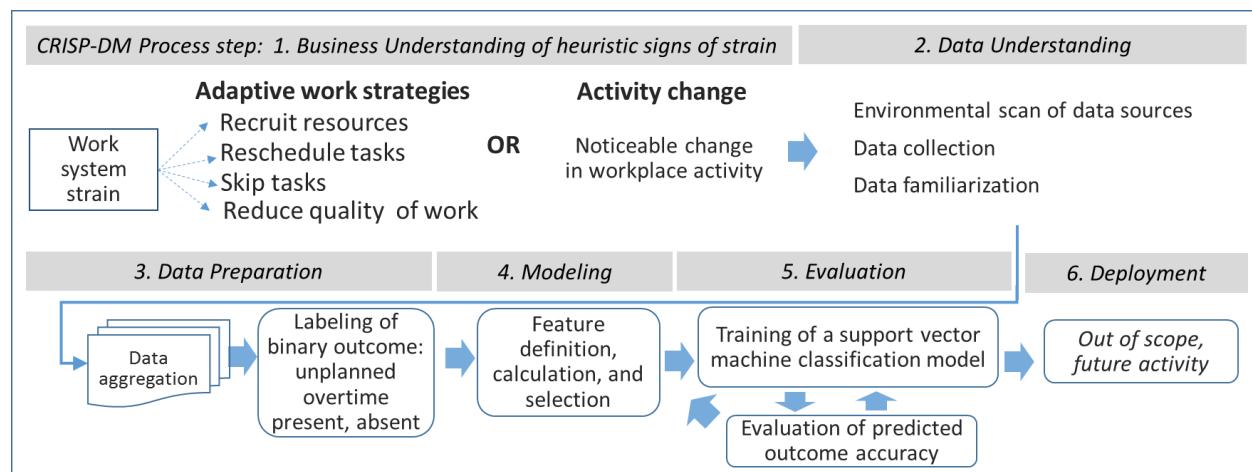 CRISP-DM Process step: 1. Business Understanding of heuristic signs of strain
2. Data Understanding
Work
system
strain
Adaptive work strategies
Recruit resources
Reschedule tasks
Skip tasks
Reduce quality of work
OR
Activity change
Noticeable change
in workplace activity
Environmental scan of data sources
Data collection
Data familiarization
3. Data Preparation
4. Modeling
5. Evaluation
6. Deployment
Data
aggregation
Labeling of
binary outcome:
unplanned
overtime
present, absent
Feature
definition,
calculation, and
selection
Training of a support vector
machine classification model
Evaluation of predicted
outcome accuracy
Out of scope,
future activity